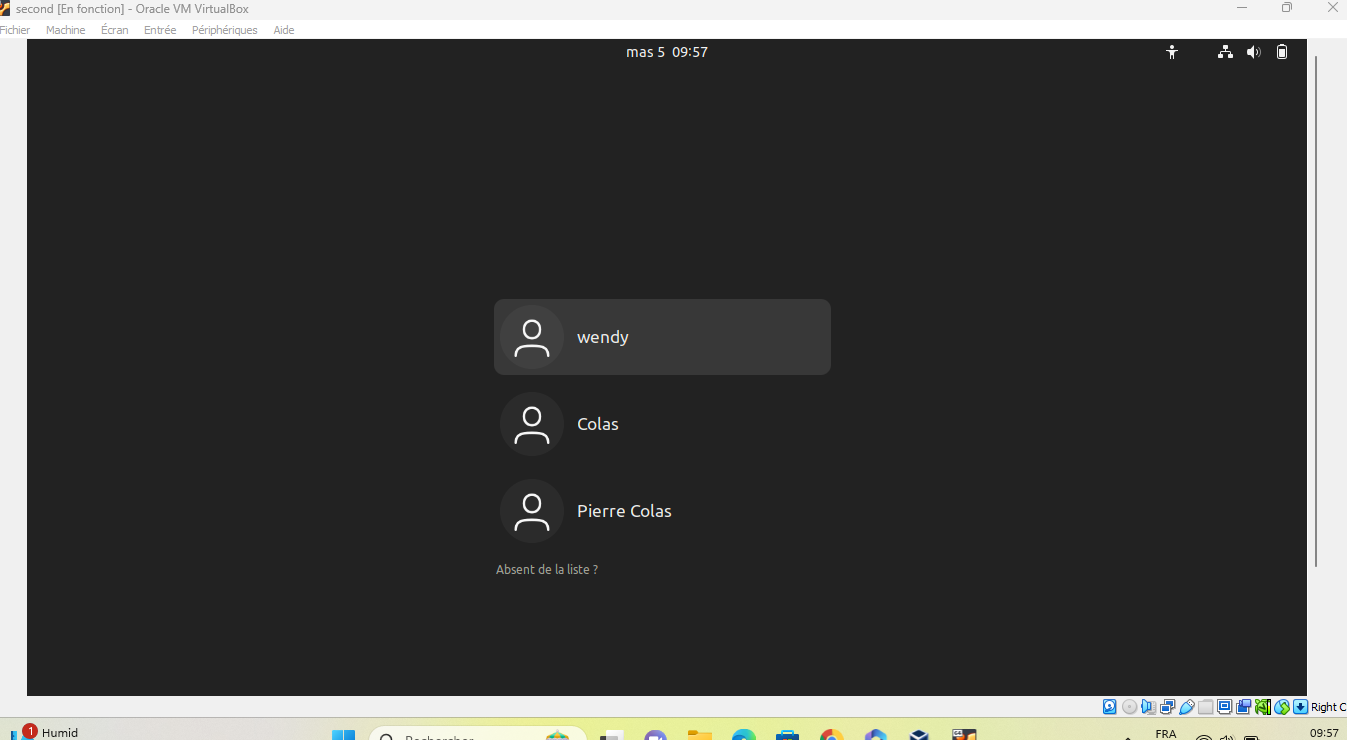 second [En fonction] - Oracle VM VirtualBox
Fichier Machine Écran Entrée Périphériques Aide
mas 5 09:57
wendy
Colas
Pierre Colas
Absent de la liste ?
Right C
1 Humid
Rechercher
FRA
09:57